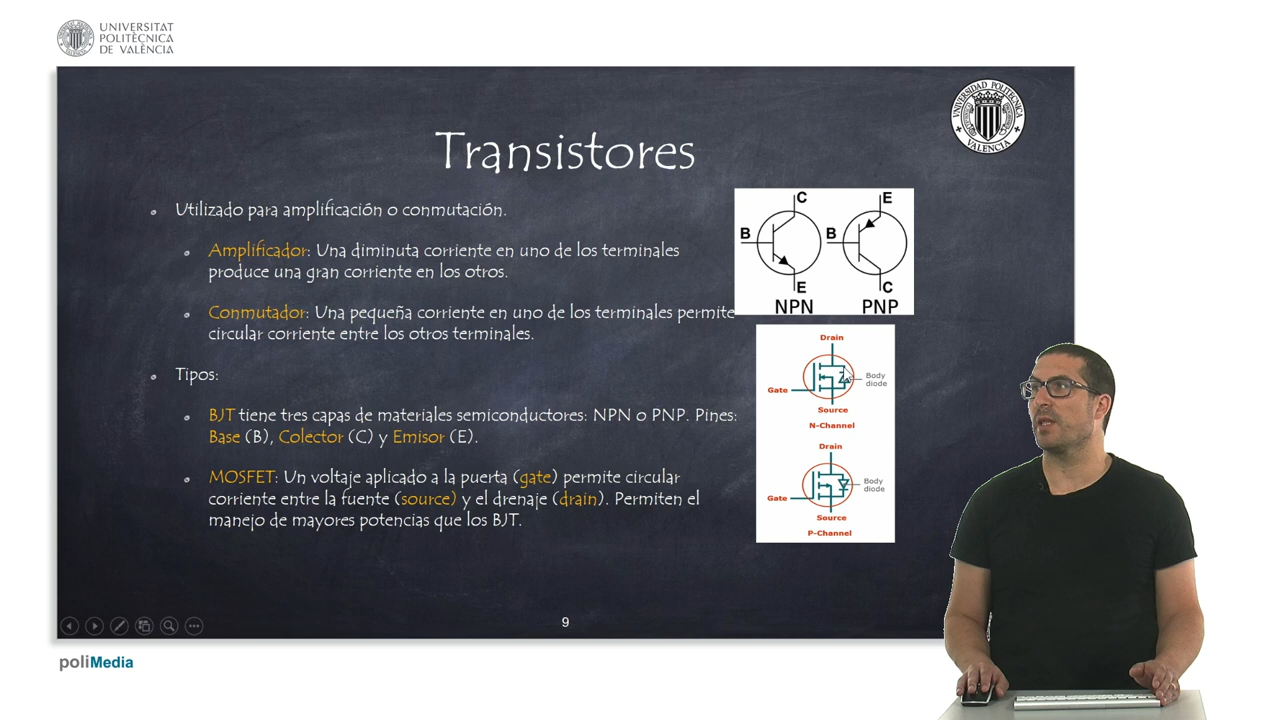 UNIVERSITAT
POLITÈCNICA
DE VALÈNCIA
UNIVERSIDAD POLITECNICA
VALENCIA
Transistores
Utilizado para amplificación o conmutación.
Amplificador: Una diminuta corriente en uno de los terminales
produce una gran corriente en los otros.
Conmutador: Una pequeña corriente en uno de los terminales permite
circular corriente entre los otros terminales.
Tipos:
BJT tiene tres capas de materiales semiconductores: NPN o PNP. Pines:
Base (B), Colector (C) y Emisor (E).
MOSFET: Un voltaje aplicado a la puerta (gate) permite circular
corriente entre la fuente (source) y el drenaje (drain). Permiten el
manejo de mayores potencias que los BJT.
C
B
E
NPN
E
B
C
PNP
Drain
Gate
Body
diode
Source
N-Channel
Drain
Gate
Body
diode
Source
P-Channel
9
poliMedia